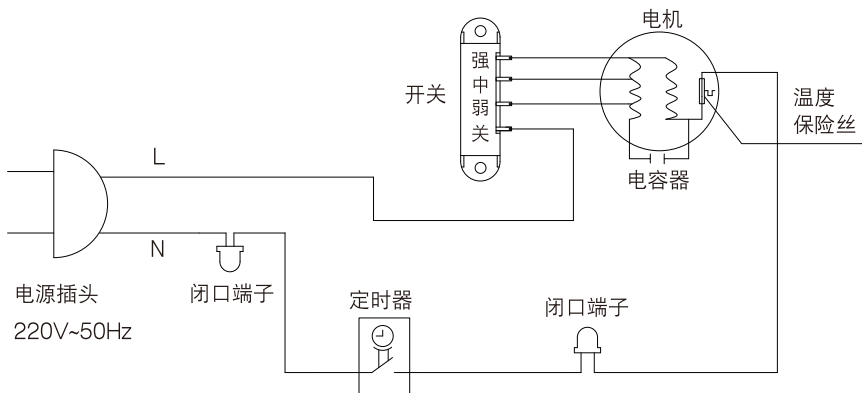 电机
强
中
弱
关
开关
温度
保险丝
电容器
L
N
电源插头
220V~50Hz
闭口端子
定时器
闭口端子